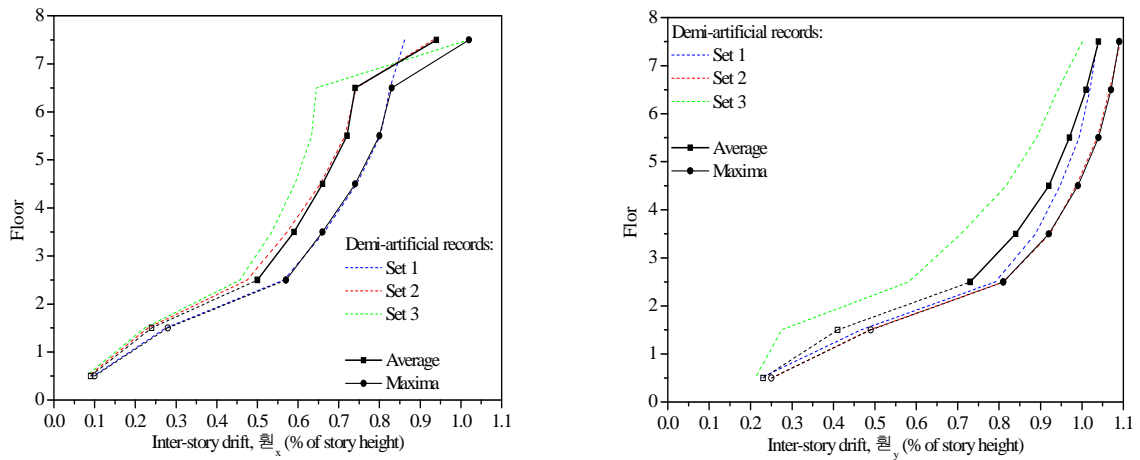 8
7
6
5
4
3
2
1
0
Floor
Demi-artificial records:
Set 1
Set 2
Set 3
Average
Maxima
0.0 0.1 0.2 0.3 0.4 0.5 0.6 0.7 0.8 0.9 1.0 1.1
Inter-story drift, 훧x (% of story height)
8
7
6
5
4
3
2
1
0
Flor
Demi-artificial records:
Set 1
Set 2
Set 3
Average
Maxima
0.0 0.1 0.2 0.3 0.4 0.5 0.6 0.7 0.8 0.9 1.0 1.1
Inter-story drift, 훧y (% of story height)